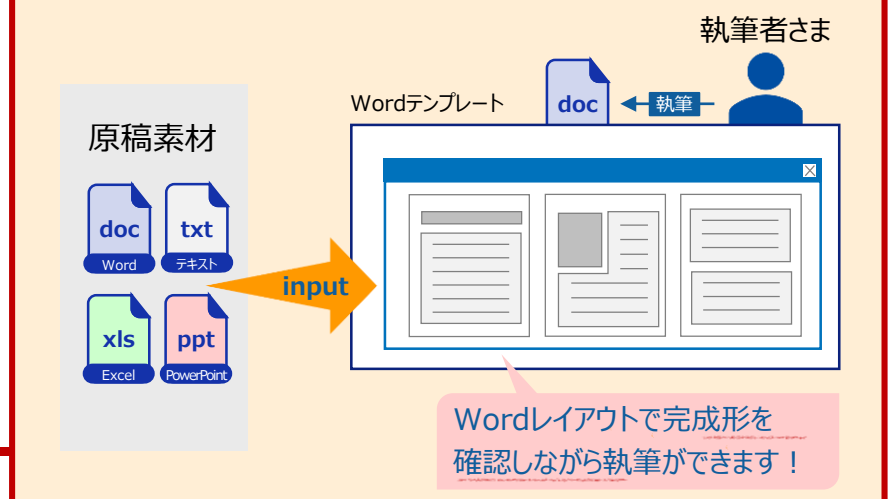 執筆者さま
Wordテンプレート
doc
執筆
原稿素材
doc
Word
txt
テキスト
xls
Excel
ppt
PowerPoint
input
Wordレイアウトで完成形を
確認しながら執筆ができます！